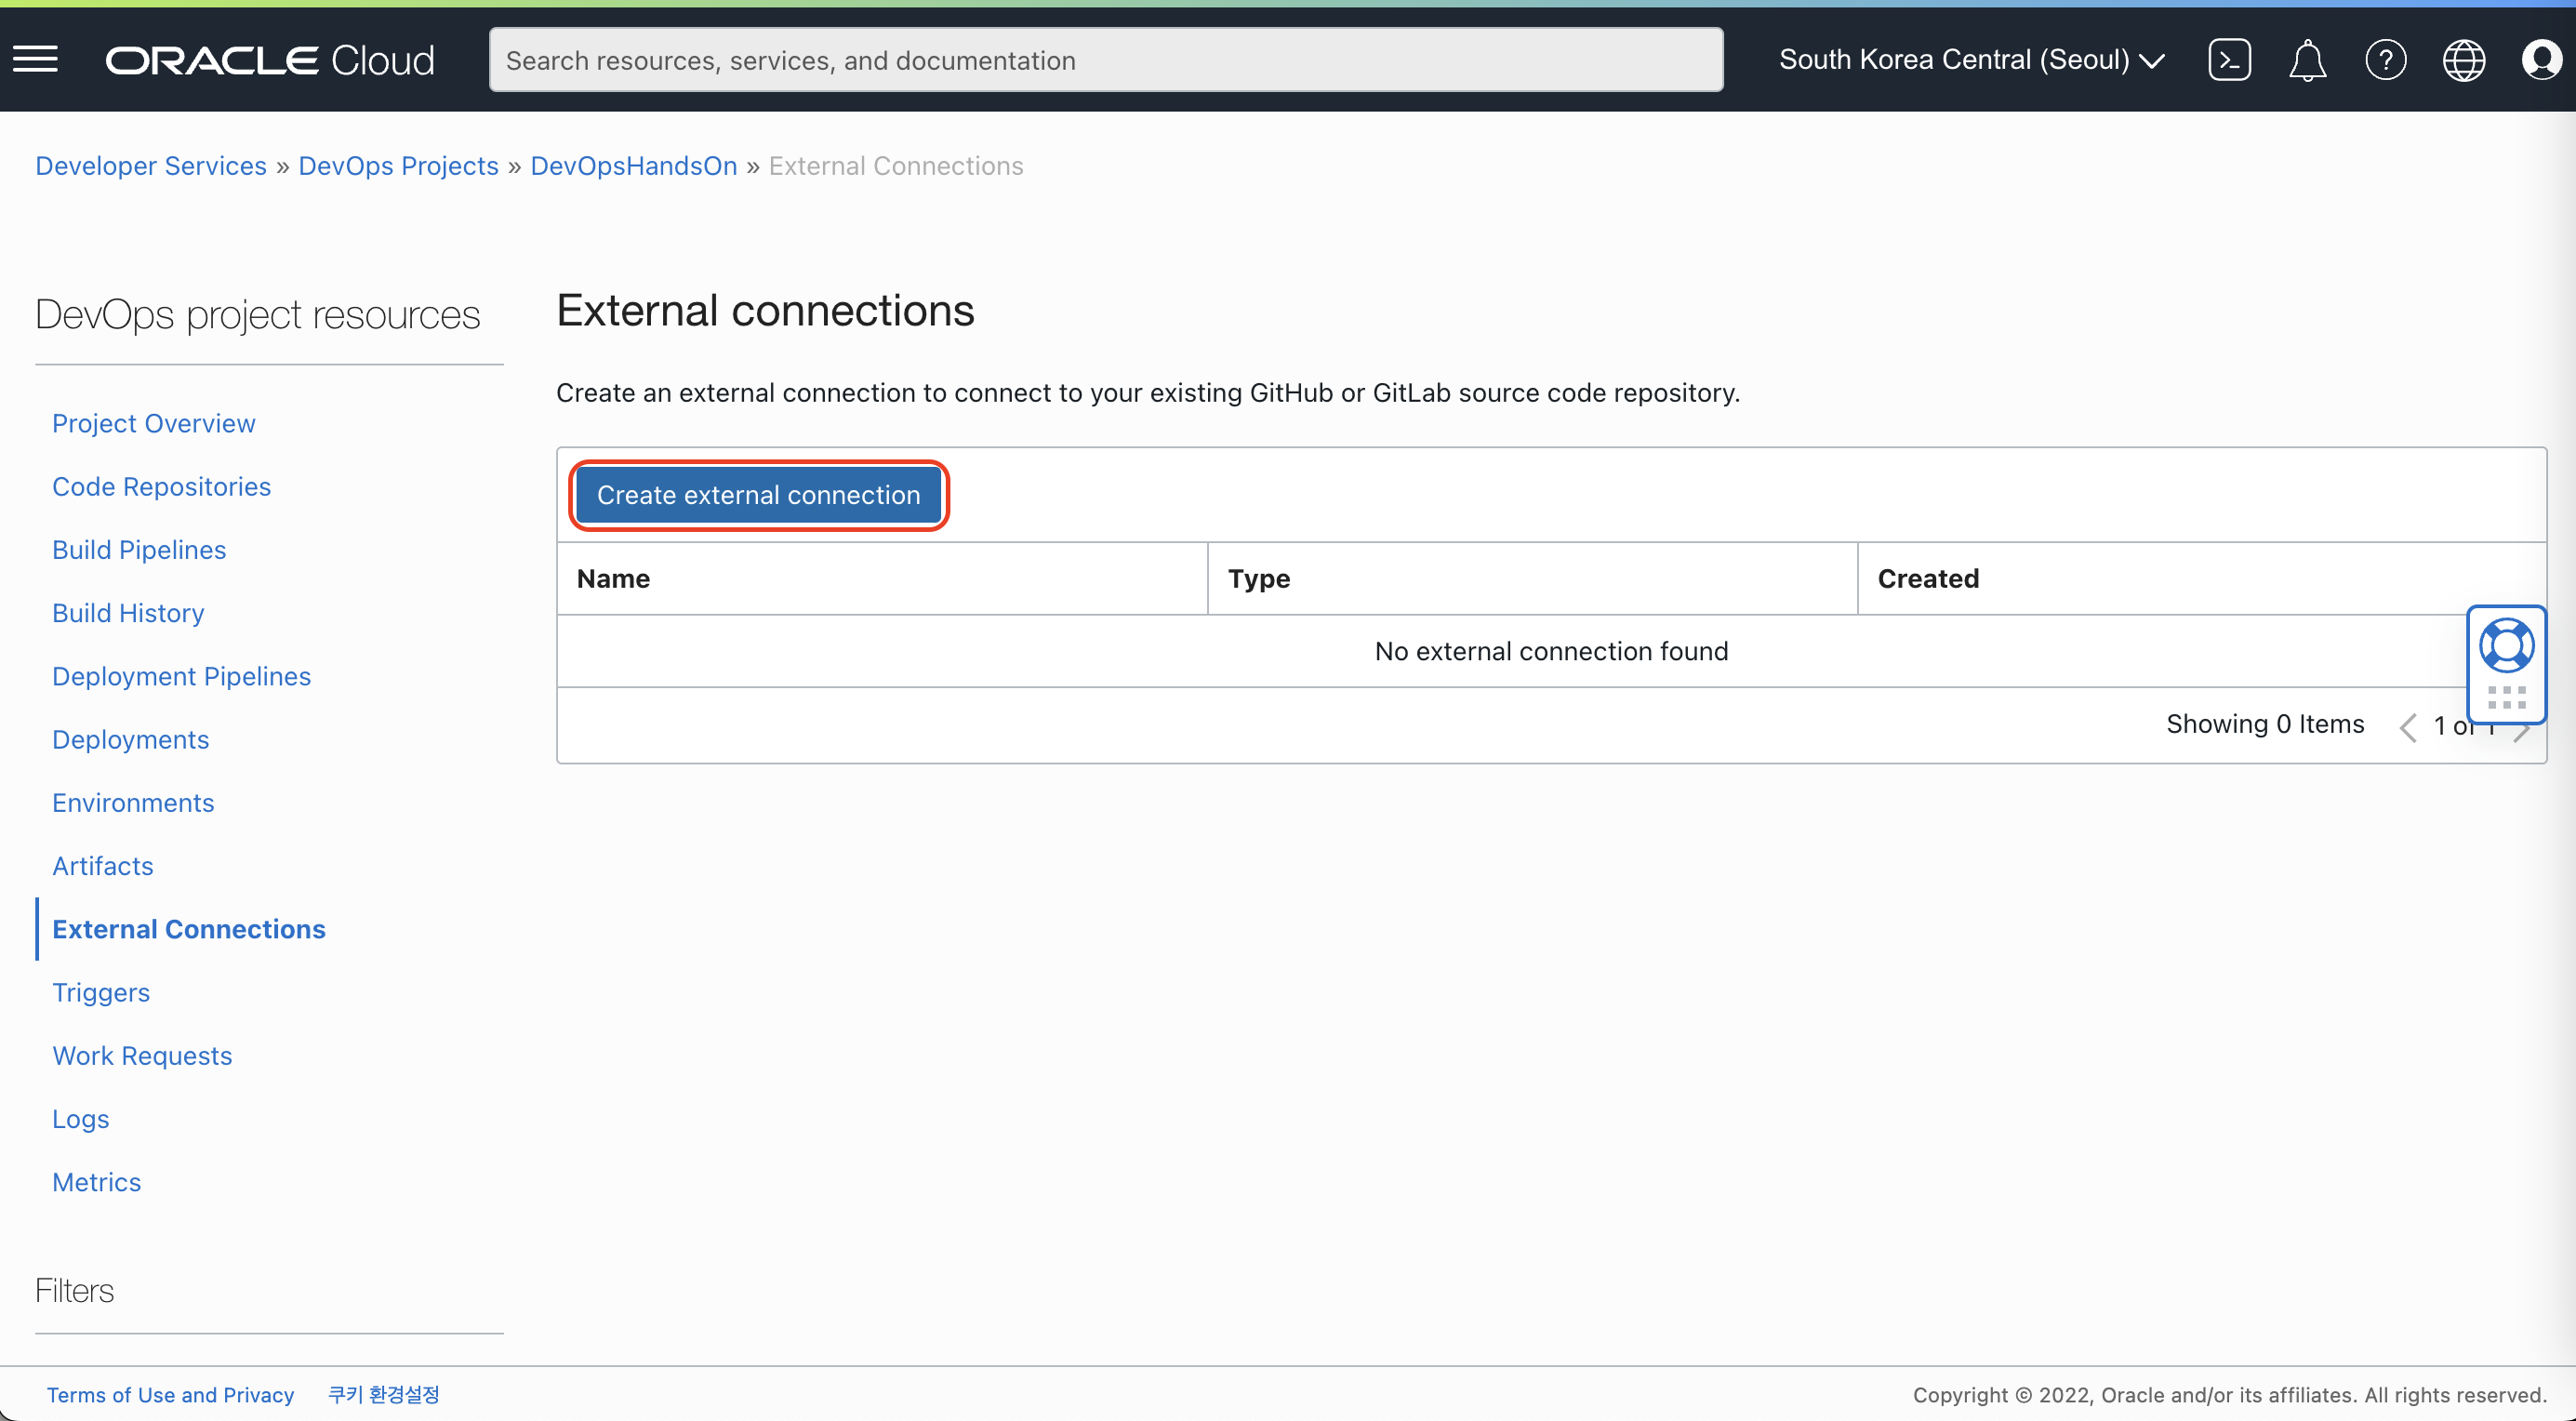 ORACLE Cloud
Search resources, services, and documentation
South Korea Central (Seoul)
Developer Services » DevOps Projects » DevOpsHandsOn » External Connections
DevOps project resources
Project Overview
Code Repositories
Build Pipelines
Build History
Deployment Pipelines
Deployments
Environments
Artifacts
External Connections
Triggers
Work Requests
Logs
Metrics
Filters
External connections
Create an external connection to connect to your existing GitHub or GitLab source code repository.
Create external connection
Name Type Created
No external connection found
Showing 0 Items 1 of 1
Terms of Use and Privacy 쿠키 환경설정
Copyright © 2022, Oracle and/or its affiliates. All rights reserved.